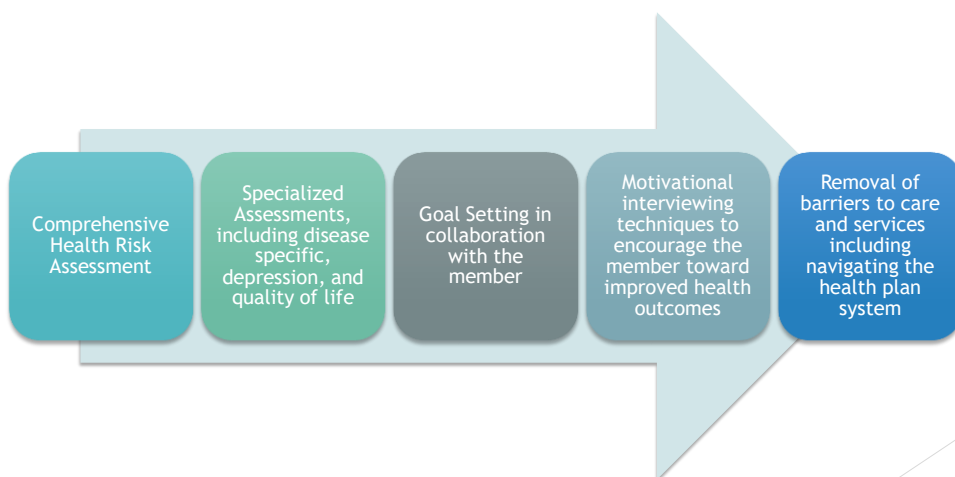 Comprehensive
Health Risk
Assessment
Specialized
Assessments,
including disease
specific,
depression, and
quality of life
Goal Setting in
collaboration
with the
member
Motivational
interviewing
techniques to
encourage the
member toward
improved health
outcomes
Removal of
barriers to care
and services
including
navigating the
health plan
system